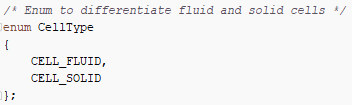 /* Enum to differentiate fluid and solid cells */
enum CellType
{
    CELL_FLUID,
    CELL_SOLID
};